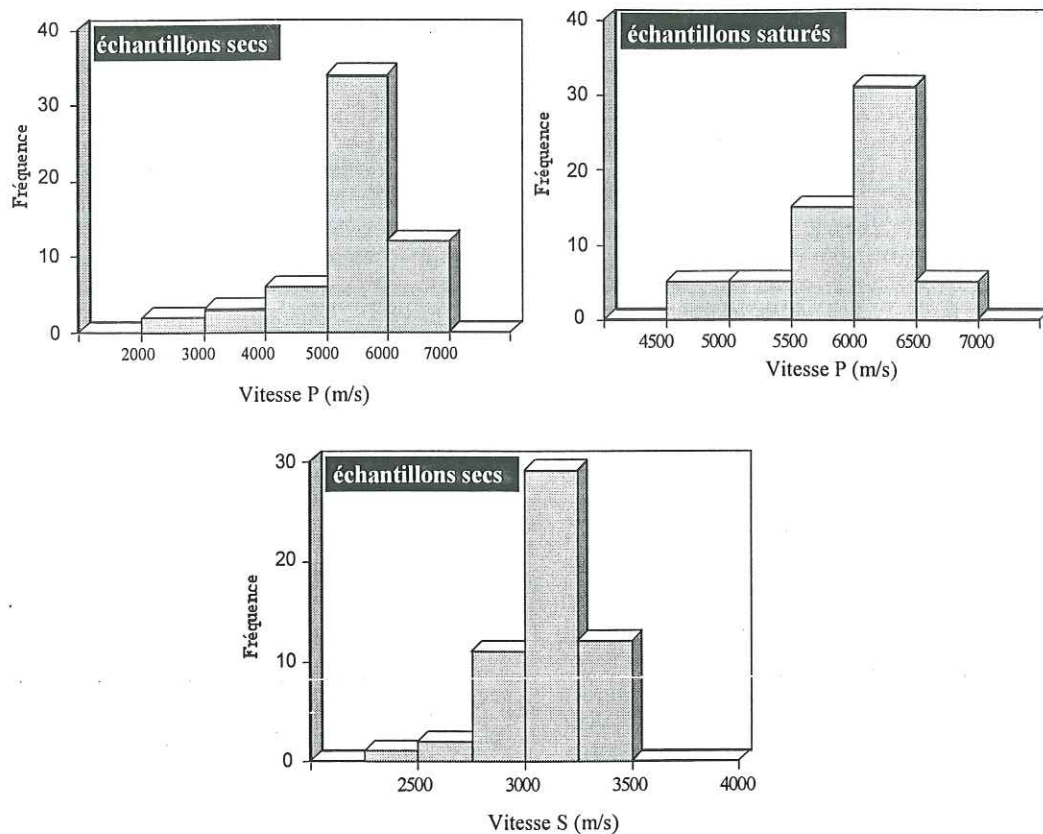 échantillons secs
40
30
20
10
0
Fréquence
2000 3000 4000 5000 6000 7000
Vitesse P (m/s)
échantillons saturés
40
30
20
10
0
Fréquence
4500 5000 5500 6000 6500 7000
Vitesse P (m/s)
échantillons secs
30
20
10
0
Fréquence
2500 3000 3500 4000
Vitesse S (m/s)